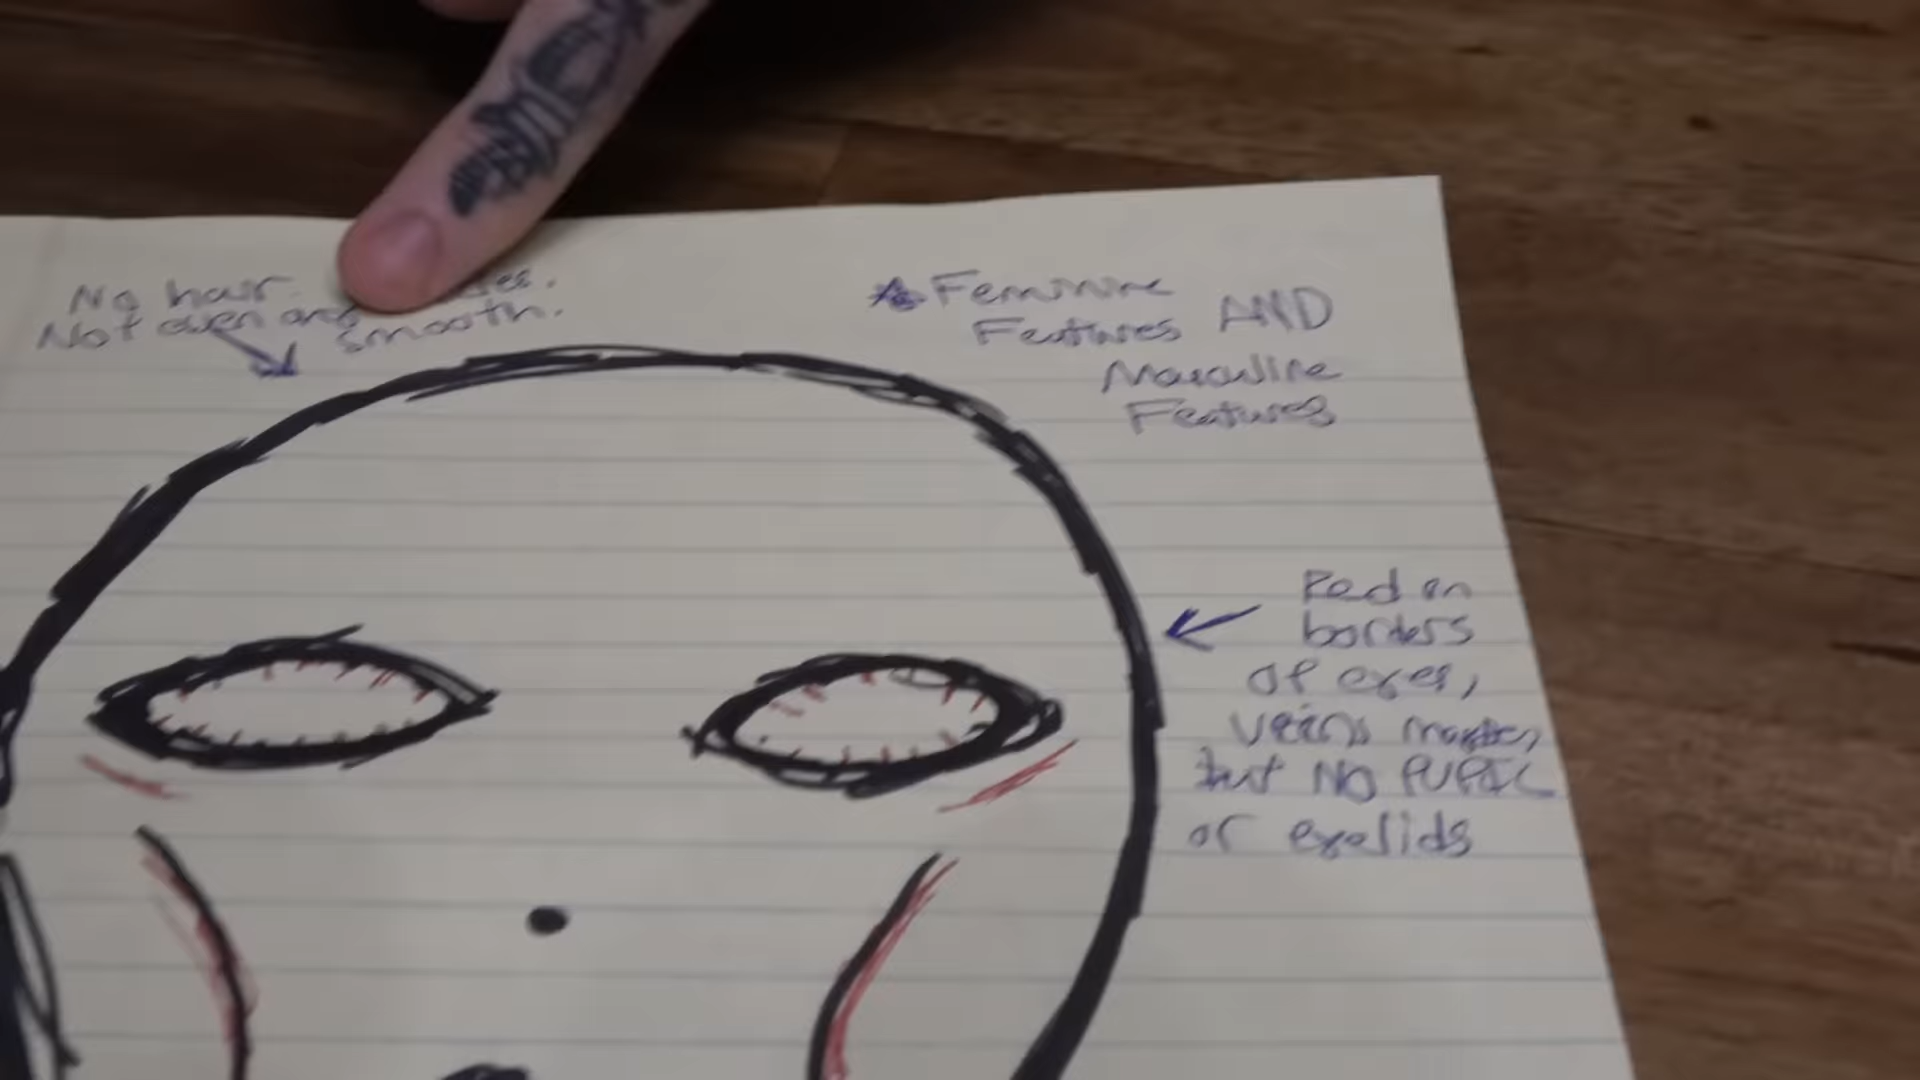 No hair.
Not even any
smooth.
Feminine
Features AND
Masculine
Features
Red on
borders
of eyes,
veins maybe,
but NO PUPIL
or eyelids